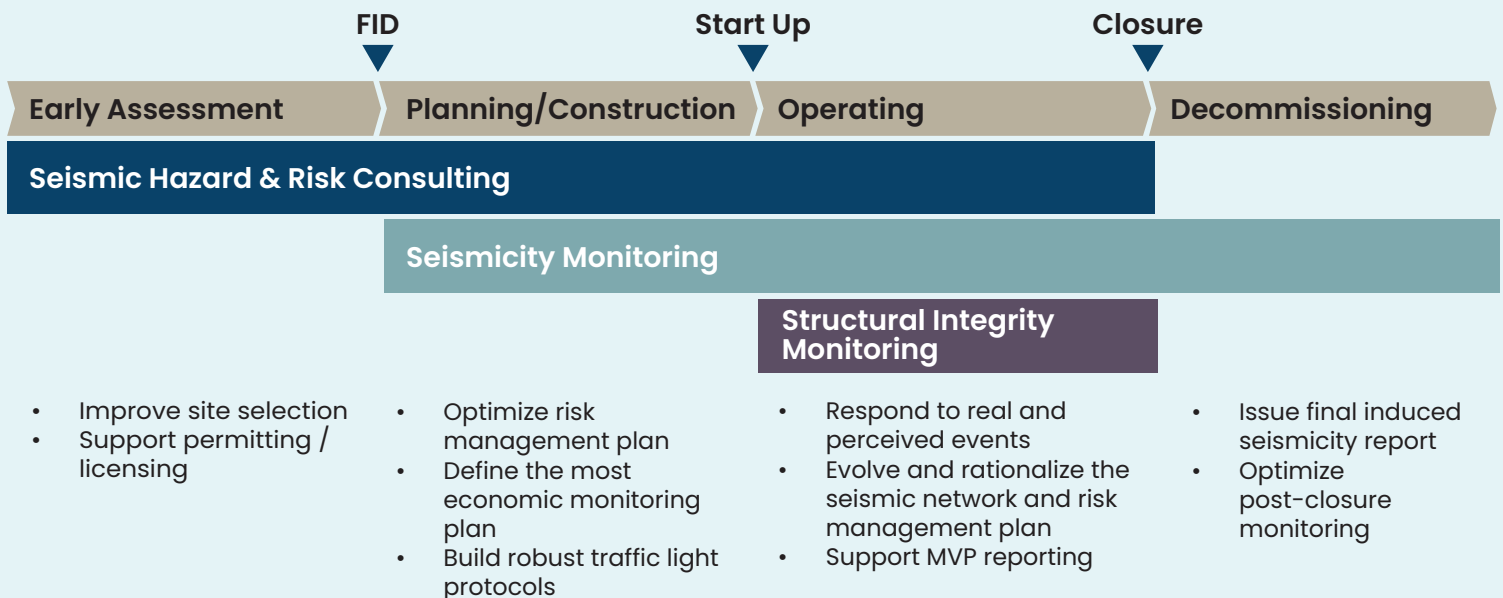 FID
Start Up
Closure
Early Assessment
Planning/Construction
Operating
Decommissioning
Seismic Hazard & Risk Consulting
Seismicity Monitoring
Structural Integrity
Monitoring
• Improve site selection
• Support permitting /
licensing
• Optimize risk
management plan
• Define the most
economic monitoring
plan
• Build robust traffic light
protocols
• Respond to real and
perceived events
• Evolve and rationalize the
seismic network and risk
management plan
• Support MVP reporting
• Issue final induced
seismicity report
• Optimize
post-closure
monitoring